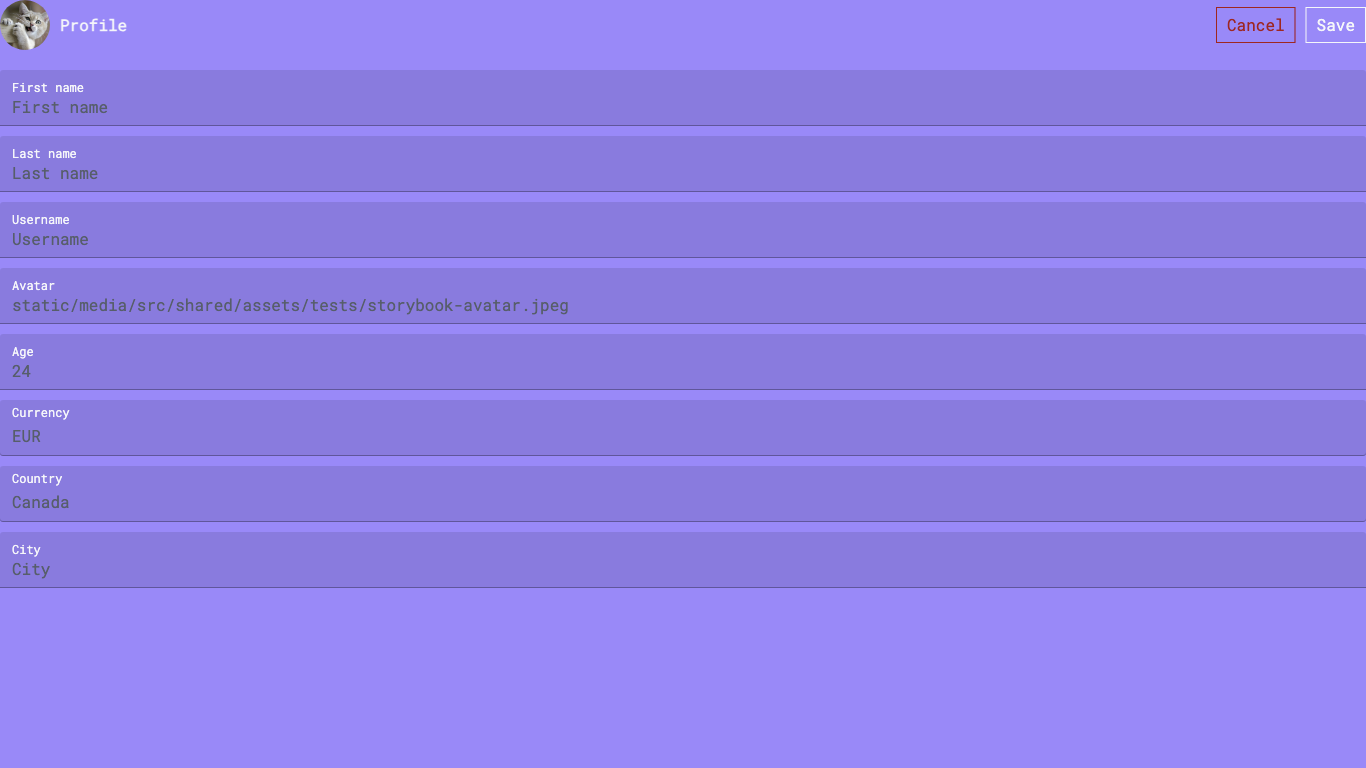 Profile
Cancel
Save
First name
First name
Last name
Last name
Username
Username
Avatar
static/media/src/shared/assets/tests/storybook-avatar.jpeg
Age
24
Currency
EUR
Country
Canada
City
City